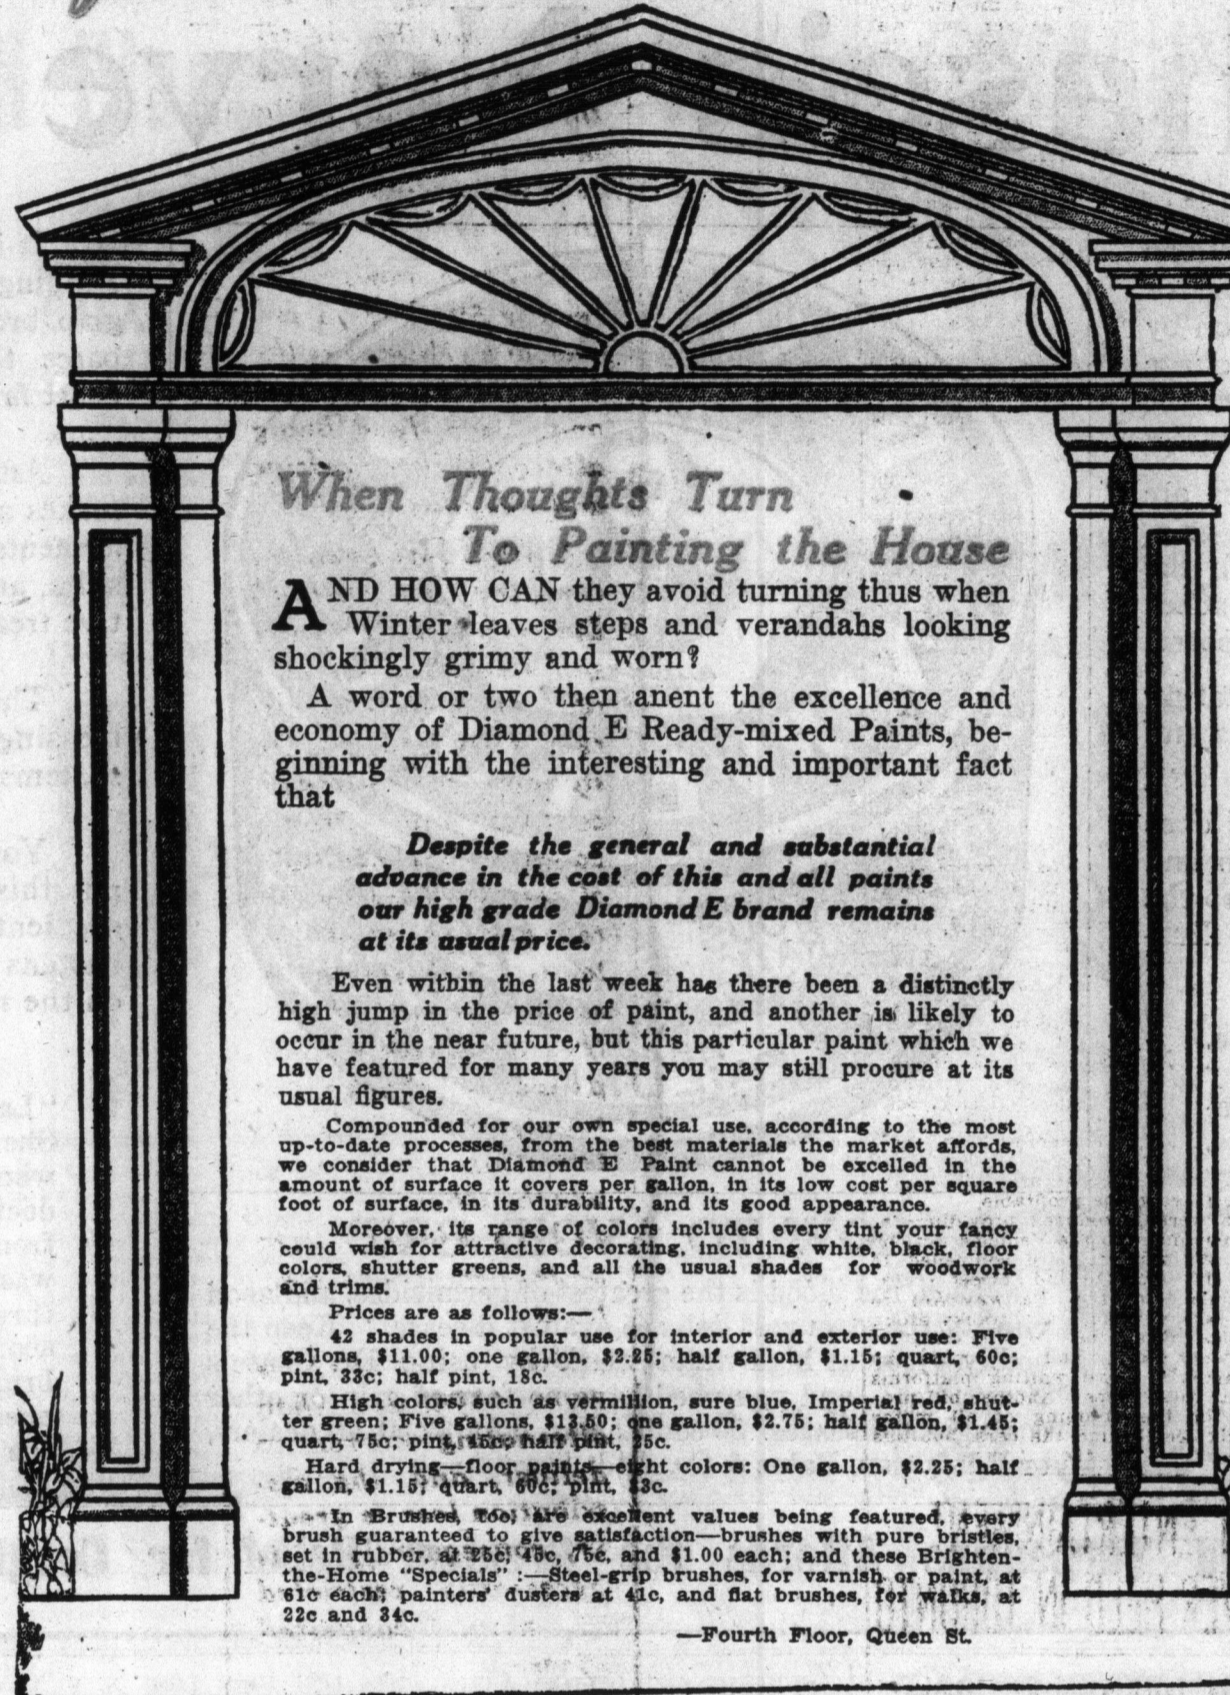 When Thoughts Turn
To Painting the House
AND HOW CAN they avoid turning thus when
Winter leaves steps and verandahs looking
shockingly grimy and worn?
A word or two then anent the excellence and
economy of Diamond E Ready-mixed Paints, be-
ginning with the interesting and important fact
that
Despite the general and substantial
advance in the cost of this and all paints
our high grade Diamond E brand remains
at its usual price.
Even within the last week has there been a distinctly
high jump in the price of paint, and another is likely to
occur in the near future, but this particular paint which we
have featured for many years you may still procure at its
usual figures.
Compounded for our own special use, according to the most
up-to-date processes, from the best materials the market affords,
we consider that Diamond E Paint cannot be excelled in the
amount of surface it covers per gallon, in its low cost per square
foot of surface, in its durability, and its good appearance.
Moreover, its range of colors includes every tint your fancy
could wish for attractive decorating, including white, black, floor
colors, shutter greens, and all the usual shades for woodwork
and trims.
Prices are as follows:—
42 shades in popular use for interior and exterior use: Five
gallons, $11.00; one gallon, $2.25; half gallon, $1.15; quart, 60c;
pint, 33c; half pint, 18c.
High colors, such as vermillion, sure blue, Imperial red, shut-
ter green; Five gallons, $13.50; one gallon, $2.75; half gallon, $1.45;
quart, 75c; pint, 45c; half pint, 25c.
Hard drying—floor paints—eight colors: One gallon, $2.25; half
gallon, $1.15; quart, 60c; pint, 33c.
In Brushes, too, are excellent values being featured, every
brush guaranteed to give satisfaction—brushes with pure bristles,
set in rubber, at 25c, 45c, 75c, and $1.00 each; and these Brighten-
the-Home "Specials":—Steel-grip brushes, for varnish or paint, at
61c each; painters' dusters at 41c, and flat brushes, for walks, at
22c and 34c.
—Fourth Floor, Queen St.